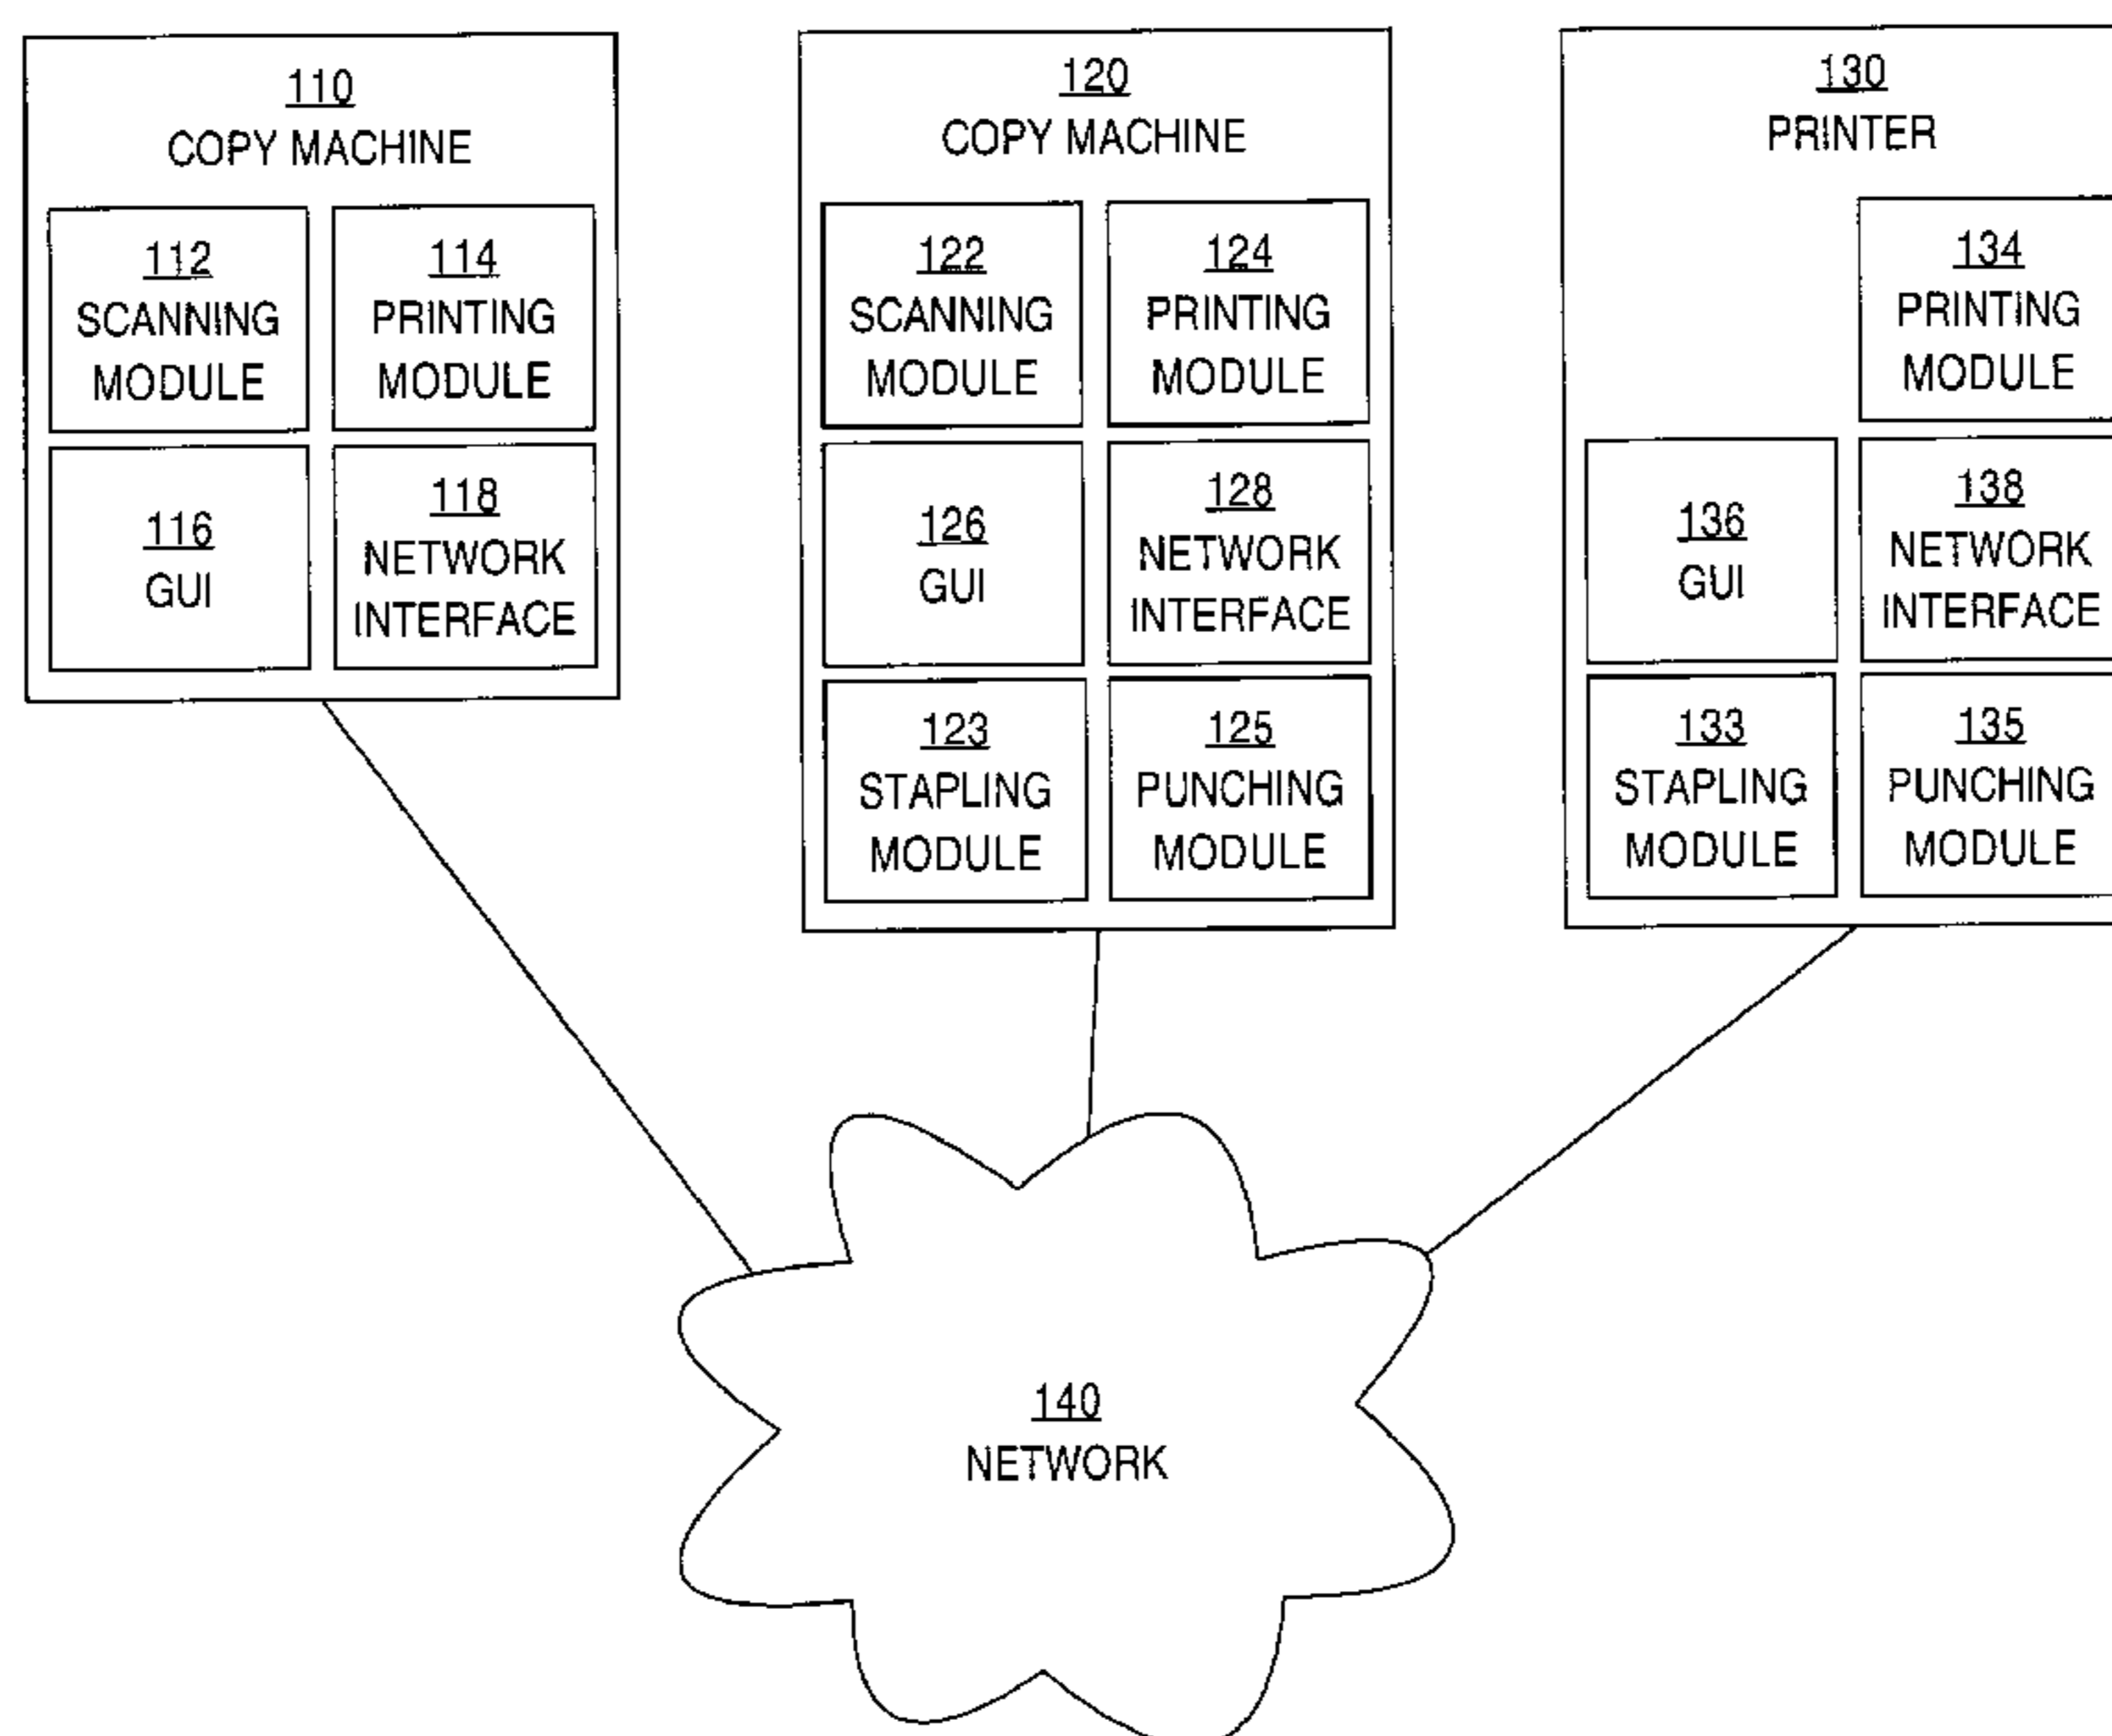 110
COPY MACHINE
112
SCANNING
MODULE
114
PRINTING
MODULE
116
GUI
118
NETWORK
INTERFACE
120
COPY MACHINE
122
SCANNING
MODULE
124
PRINTING
MODULE
126
GUI
128
NETWORK
INTERFACE
123
STAPLING
MODULE
125
PUNCHING
MODULE
130
PRINTER
134
PRINTING
MODULE
136
GUI
138
NETWORK
INTERFACE
133
STAPLING
MODULE
135
PUNCHING
MODULE
140
NETWORK